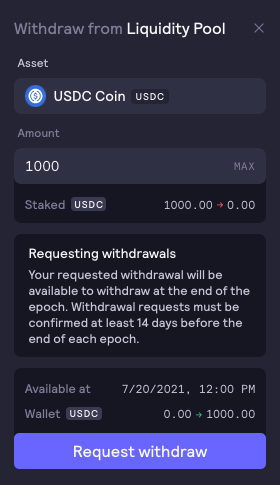 Withdraw from Liquidity Pool
Asset
USDC Coin USDC
Amount
1000 MAX
Staked USDC 1000.00 → 0.00
Requesting withdrawals
Your requested withdrawal will be
available to withdraw at the end of the
epoch. Withdrawal requests must be
confirmed at least 14 days before the
end of each epoch.
Available at 7/20/2021, 12:00 PM
Wallet USDC 0.00 → 1000.00
Request withdraw